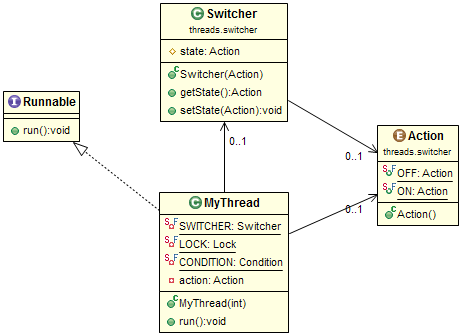 Switcher
threads.switcher
state: Action
Switcher(Action)
getState():Action
setState(Action):void
Runnable
run():void
0..1
0..1
Action
threads.switcher
OFF: Action
ON: Action
Action()
0..1
MyThread
SWITCHER: Switcher
LOCK: Lock
CONDITION: Condition
action: Action
MyThread(int)
run():void